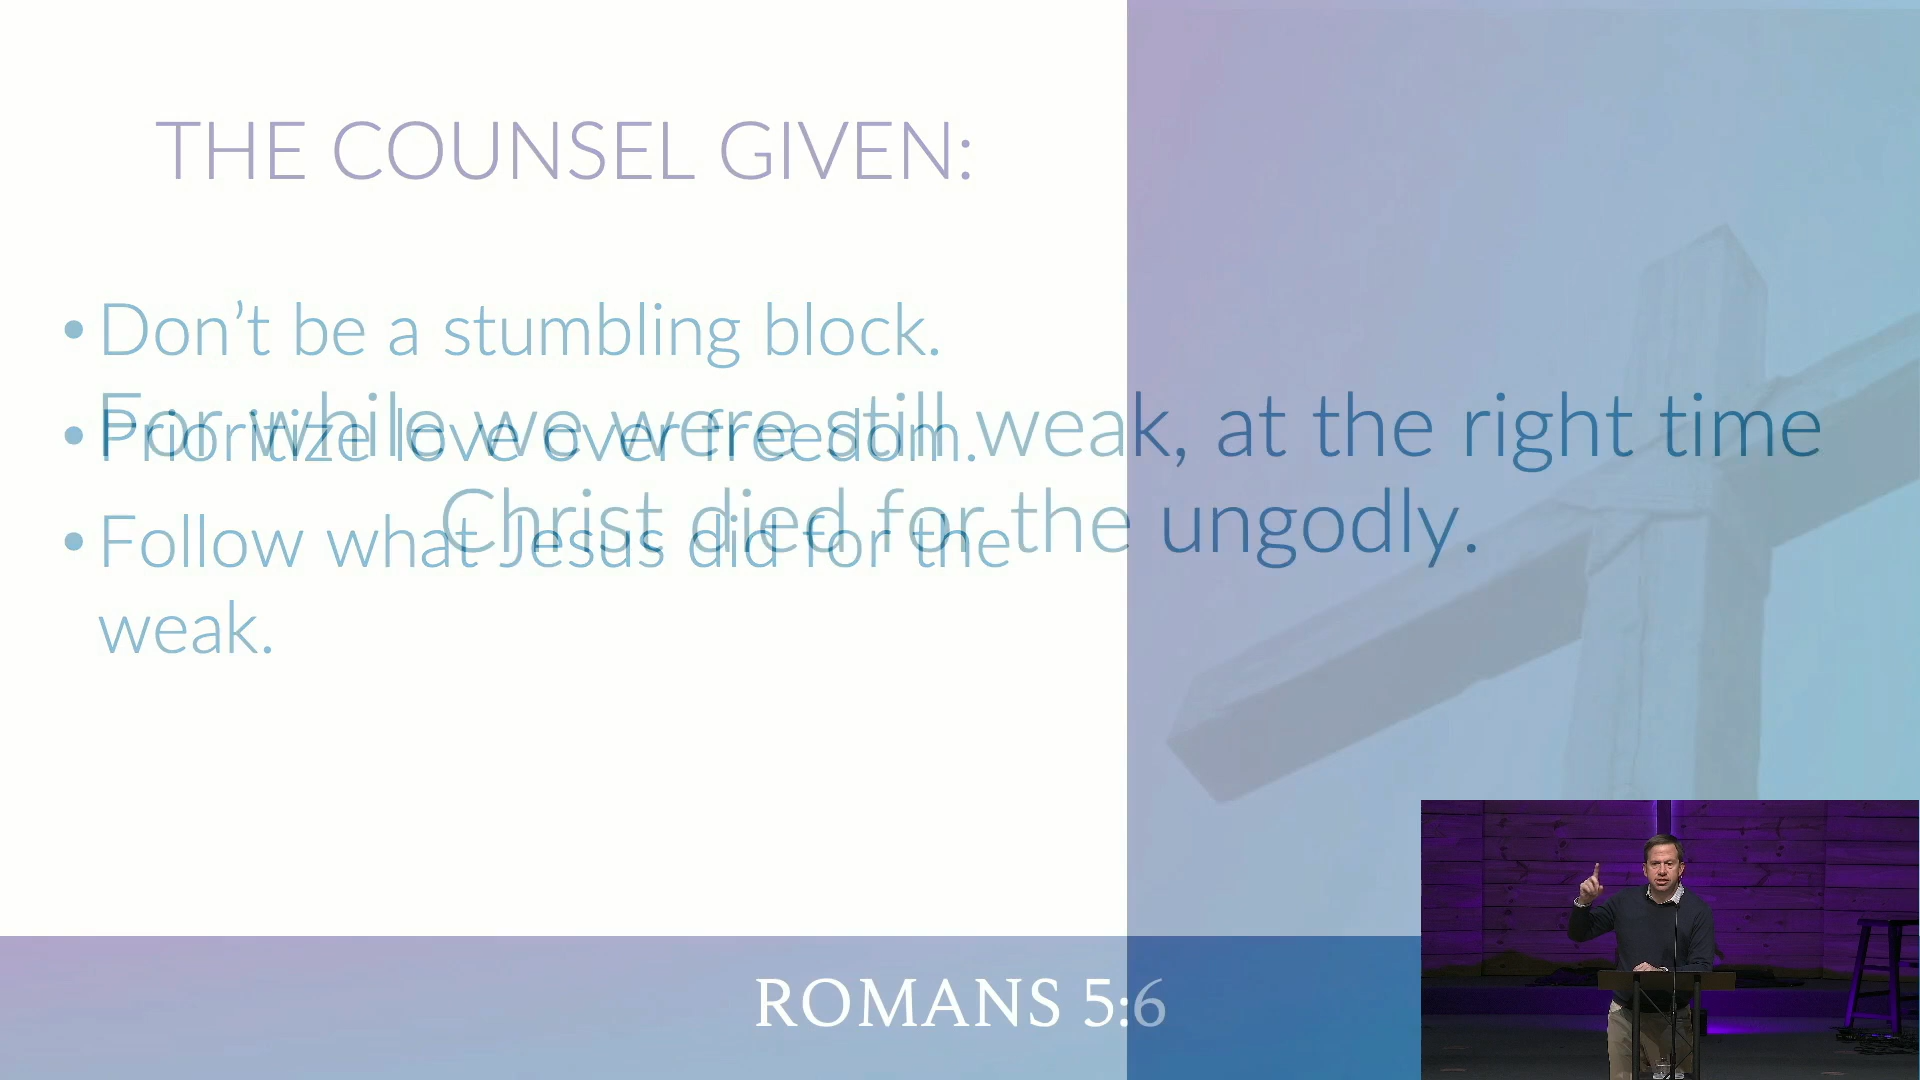 THE COUNSEL GIVEN:
• Don’t be a stumbling block.
• Prioritize love over freedom.
• Follow what Jesus did for the
weak.
For while we were still weak, at the right time
Christ died for the ungodly.
ROMANS 5:6